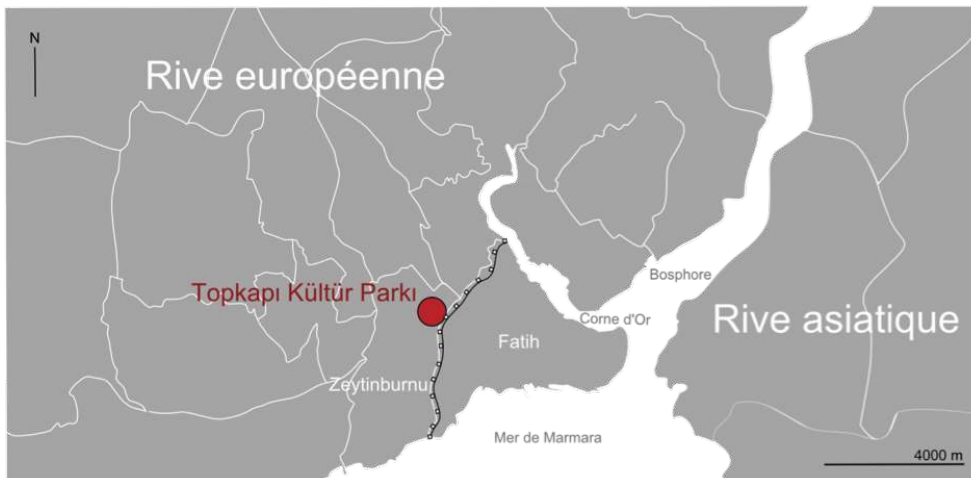 N
Rive européenne
Bosphore
Topkapı Kültür Parkı
Corne d'Or
Rive asiatique
Fatih
Zeytinburnu
Mer de Marmara
4000 m